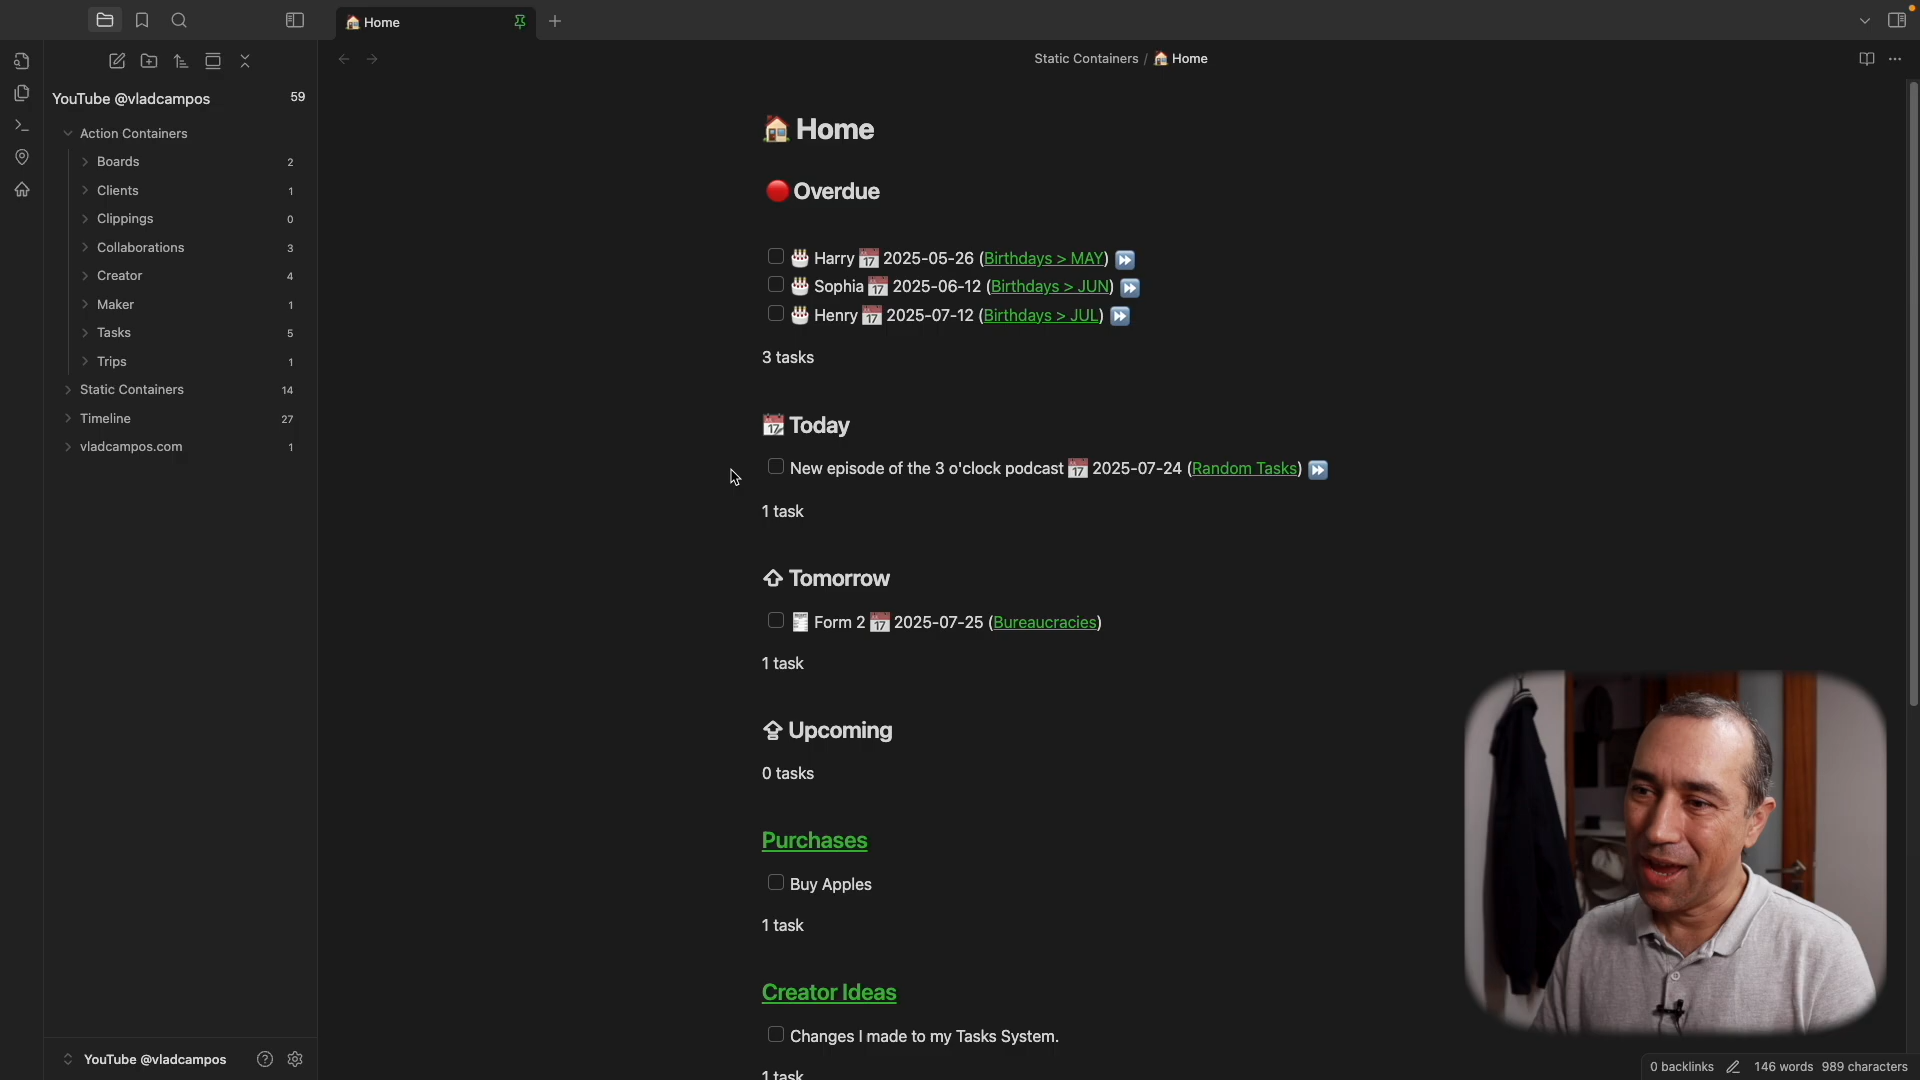 🏠 Home
Static Containers / 🏠 Home
YouTube @vladcampos 59
Action Containers
Boards 2
Clients 1
Clippings 0
Collaborations 3
Creator 4
Maker 1
Tasks 5
Trips 1
Static Containers 14
Timeline 27
vladcampos.com 1
YouTube @vladcampos
🏠 Home
🔴 Overdue
🎂 Harry 📅 2025-05-26 (Birthdays > MAY) ⏩
🎂 Sophia 📅 2025-06-12 (Birthdays > JUN) ⏩
🎂 Henry 📅 2025-07-12 (Birthdays > JUL) ⏩
3 tasks
📆 Today
New episode of the 3 o'clock podcast 📅 2025-07-24 (Random Tasks) ⏩
1 task
Tomorrow
🧾 Form 2 📅 2025-07-25 (Bureaucracies)
1 task
Upcoming
0 tasks
Purchases
Buy Apples
1 task
Creator Ideas
Changes I made to my Tasks System.
1 task
0 backlinks 146 words 989 characters